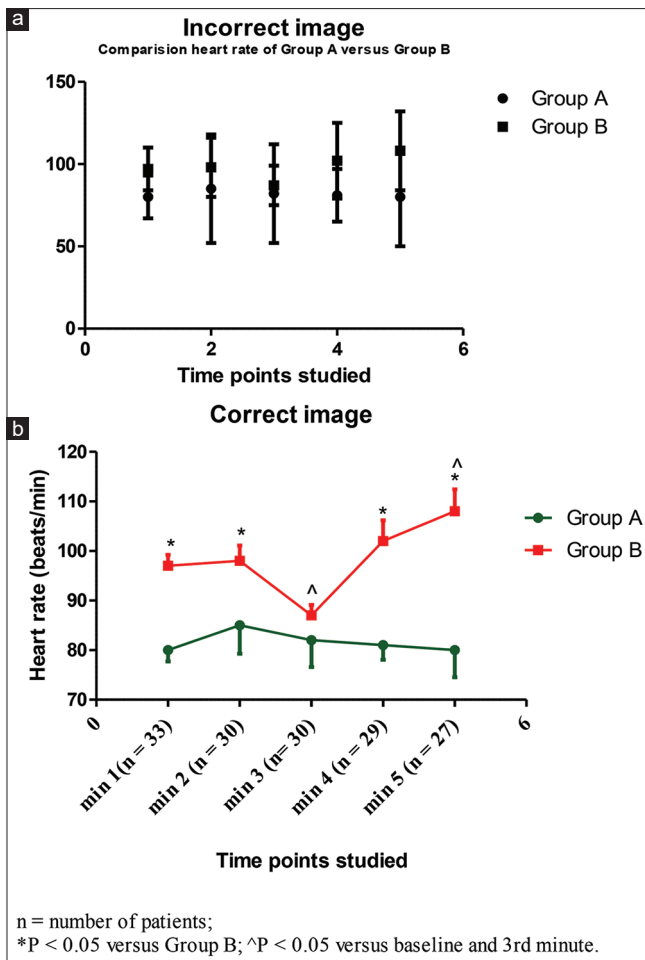 a
Incorrect image
Comparision heart rate of Group A versus Group B
150
100
50
0
0 2 4 6
Group A
Group B
Time points studied
b
Correct image
120
110
100
90
80
70
Heart rate (beats/min)
* * ^ * ^ *
Group A
Group B
0
min 1(n = 33)
min 2 (n = 30)
min 3 (n= 30)
min 4 (n = 29)
min 5 (n = 27)
6
Time points studied
n = number of patients;
*P < 0.05 versus Group B; ^P < 0.05 versus baseline and 3rd minute.